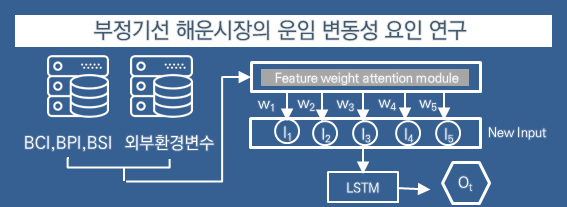 부정기선 해운시장의 운임 변동성 요인 연구
Feature weight attention module
w1 w2 w3 w4 w5
BCI,BPI,BSI 외부환경변수
I1 I2 I3 I4 I5 New Input
LSTM
Ot